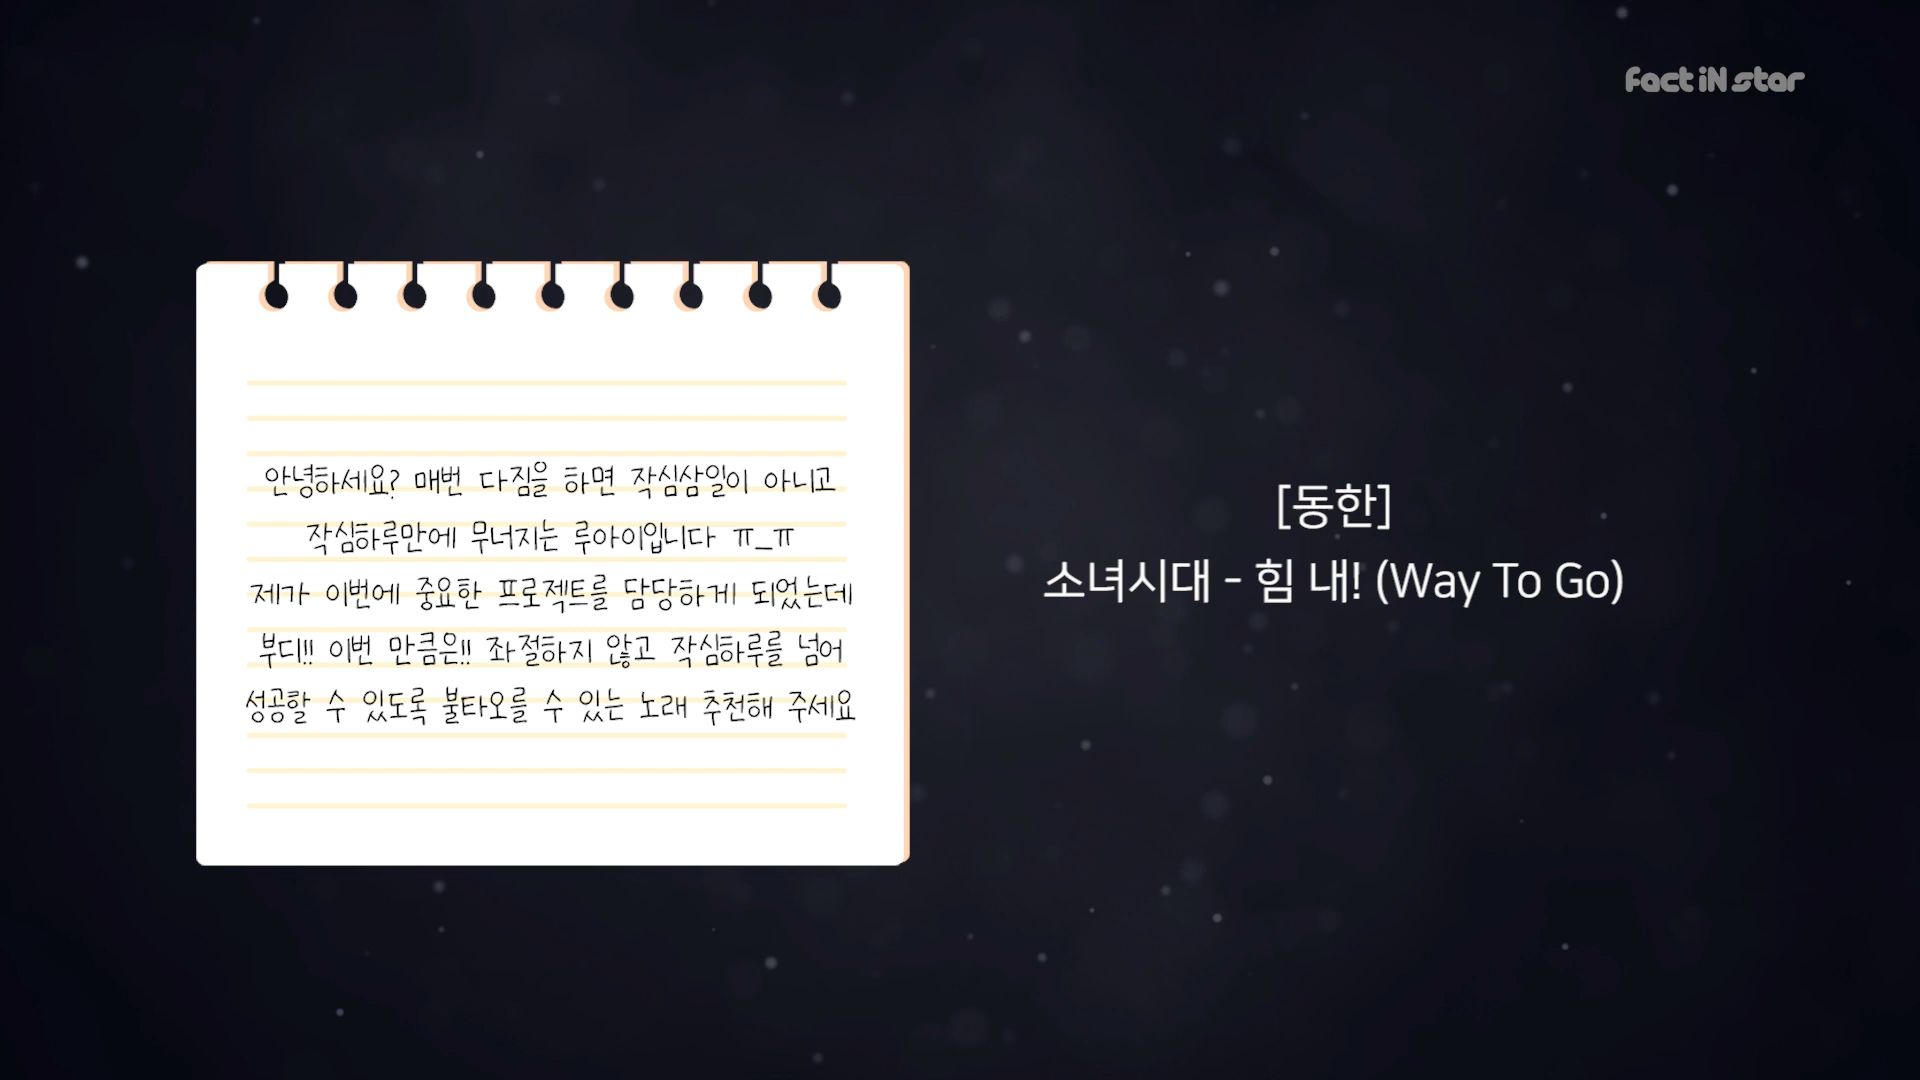 fact iN star
안녕하세요? 매번 다짐을 하면 작심삼일이 아니고
작심하루만에 무너지는 루아이입니다 ㅠ_ㅠ
제가 이번에 중요한 프로젝트를 담당하게 되었는데
부디!! 이번 만큼은!! 좌절하지 않고 작심하루를 넘어
성공할 수 있도록 불타오를 수 있는 노래 추천해 주세요
[동한]
소녀시대 - 힘 내! (Way To Go)